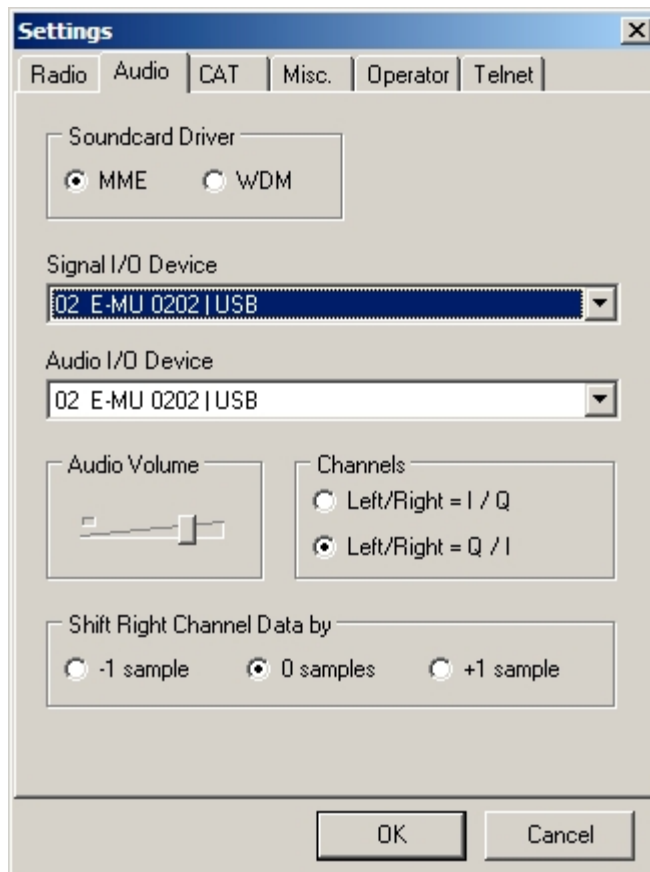 Settings
Radio Audio CAT Misc. Operator Telnet
Soundcard Driver
MME WDM
Signal I/O Device
02 E-MU 0202 | USB
Audio I/O Device
02 E-MU 0202 | USB
Audio Volume
Channels
Left/Right = I / Q
Left/Right = Q / I
Shift Right Channel Data by
-1 sample 0 samples +1 sample
OK Cancel